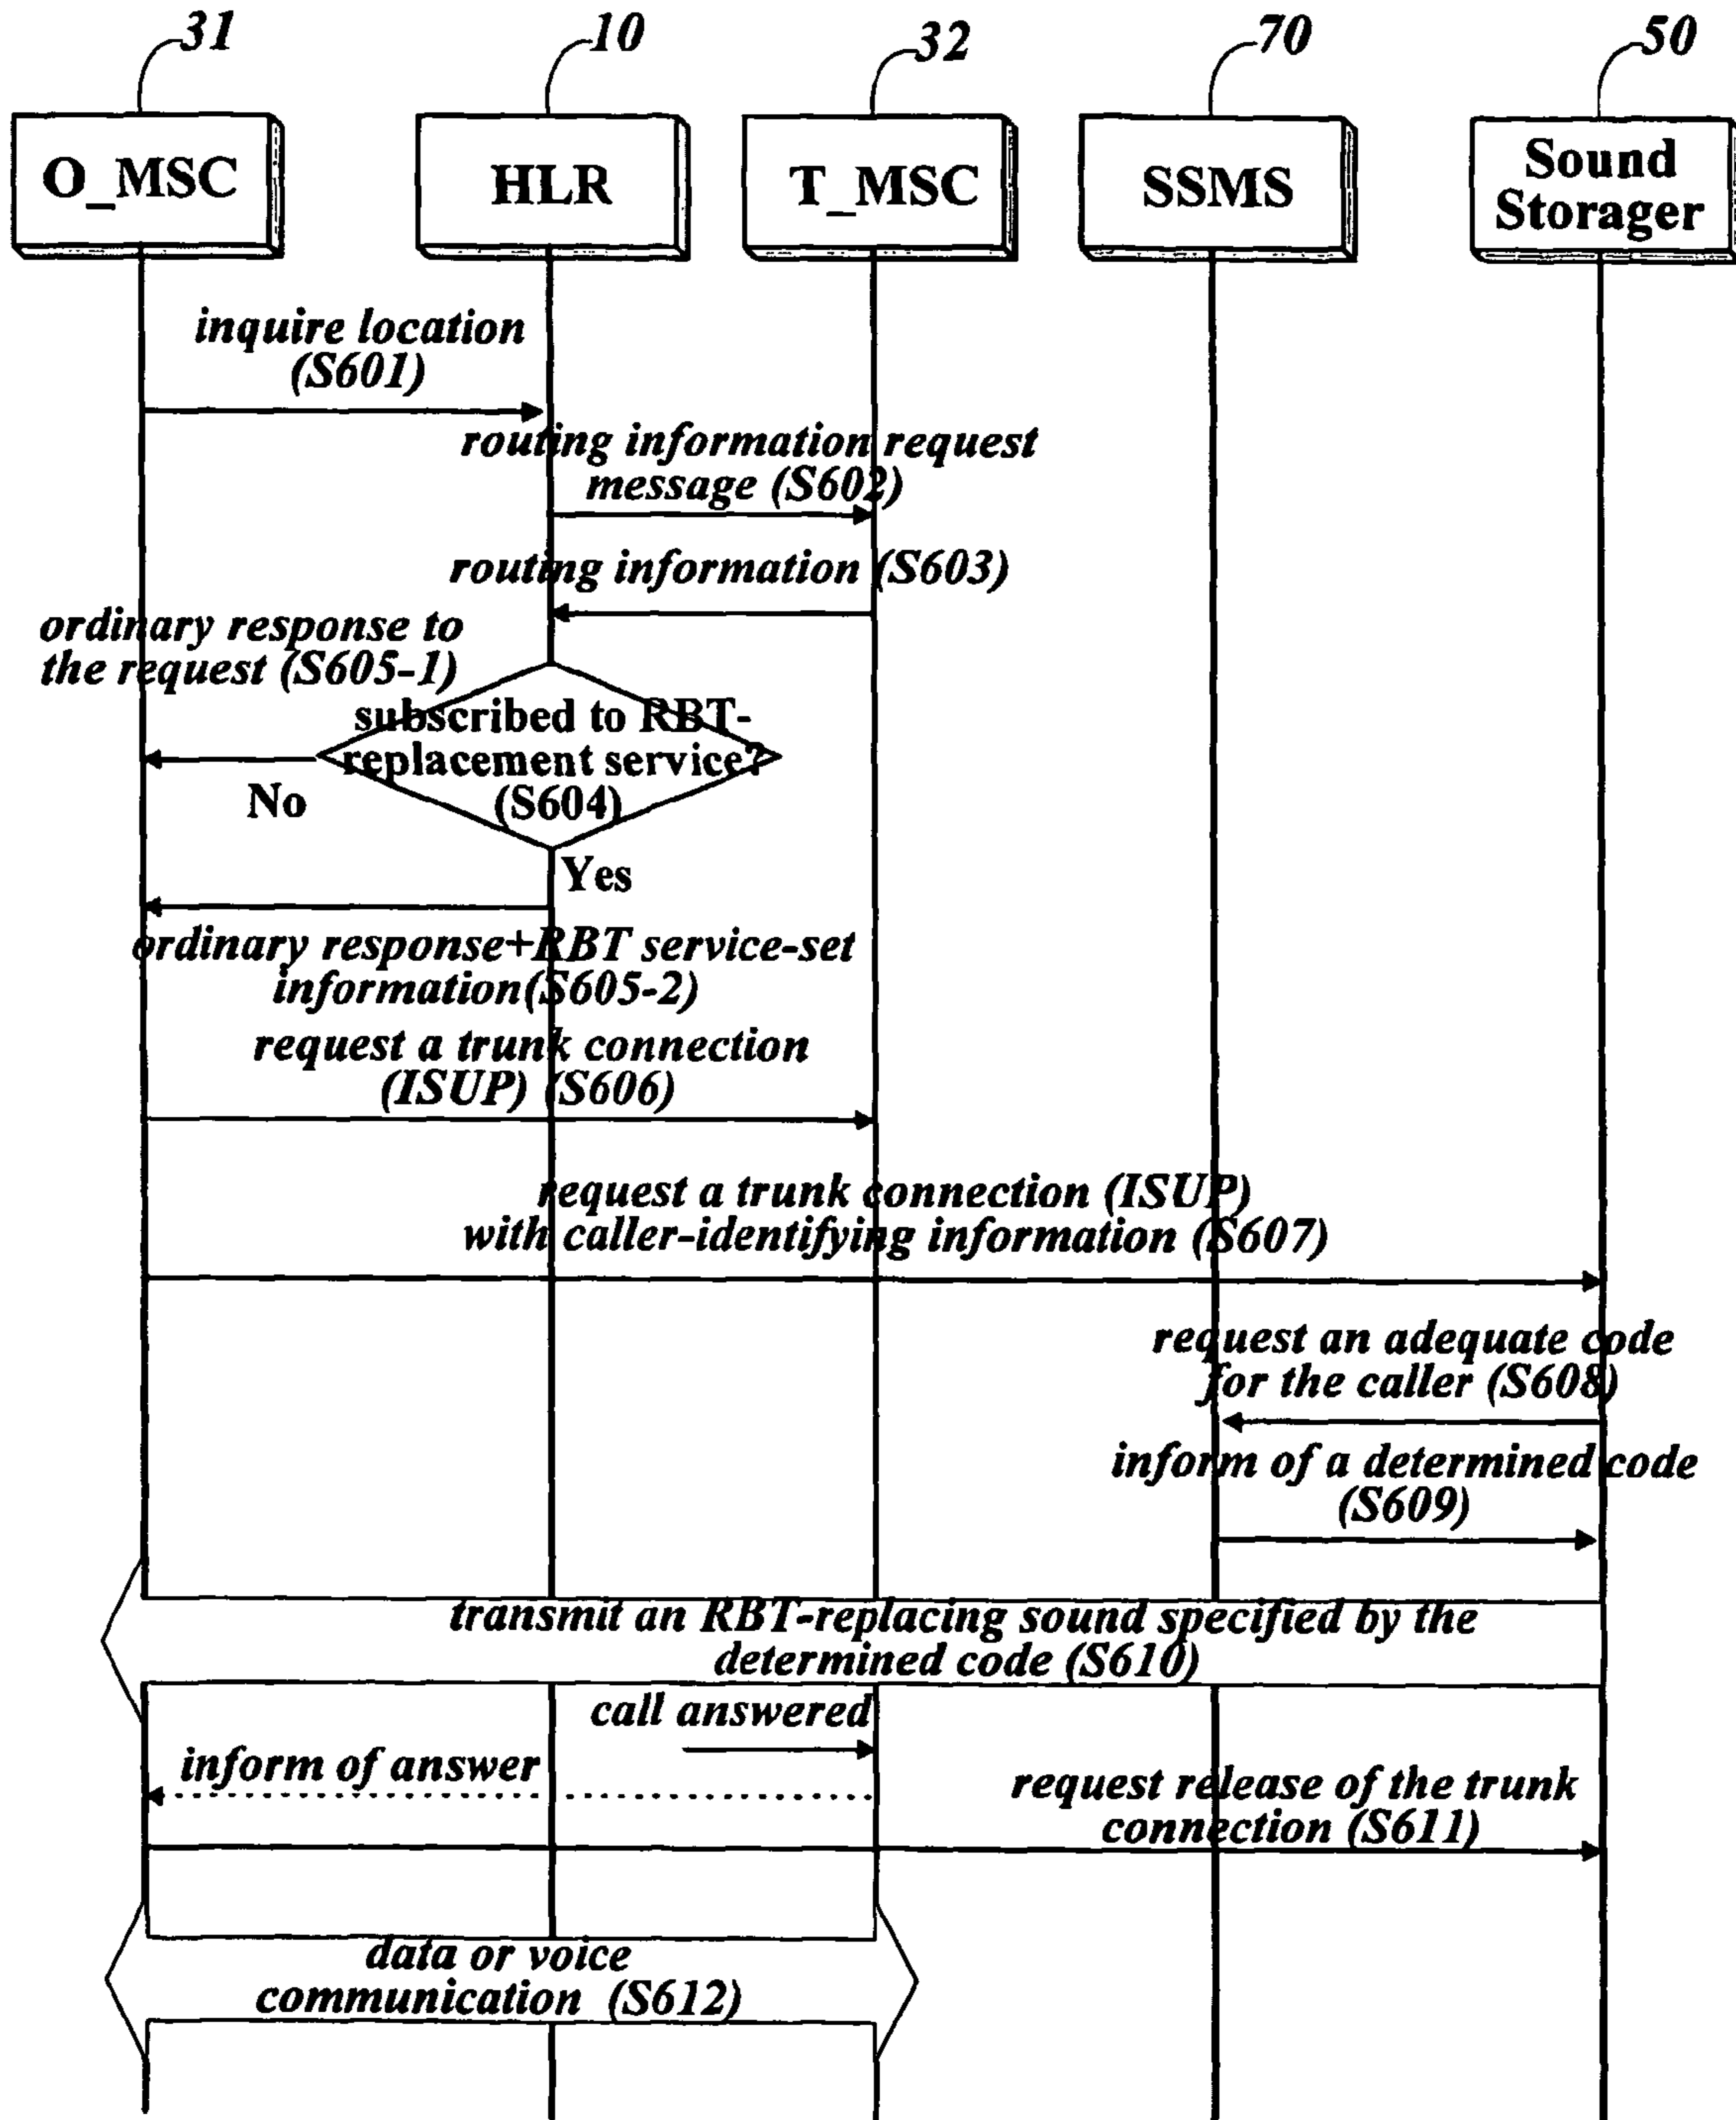 31
10
32
70
50
O_MSC
HLR
T_MSC
SSMS
Sound
Storager
inquire location
(S601)
routing information request
message (S602)
routing information (S603)
ordinary response to
the request (S605-1)
subscribed to RBT-
replacement service?
(S604)
No
Yes
ordinary response+RBT service-set
information(S605-2)
request a trunk connection
(ISUP) (S606)
request a trunk connection (ISUP)
with caller-identifying information (S607)
request an adequate code
for the caller (S608)
inform of a determined code
(S609)
transmit an RBT-replacing sound specified by the
determined code (S610)
call answered
inform of answer
request release of the trunk
connection (S611)
data or voice
communication (S612)